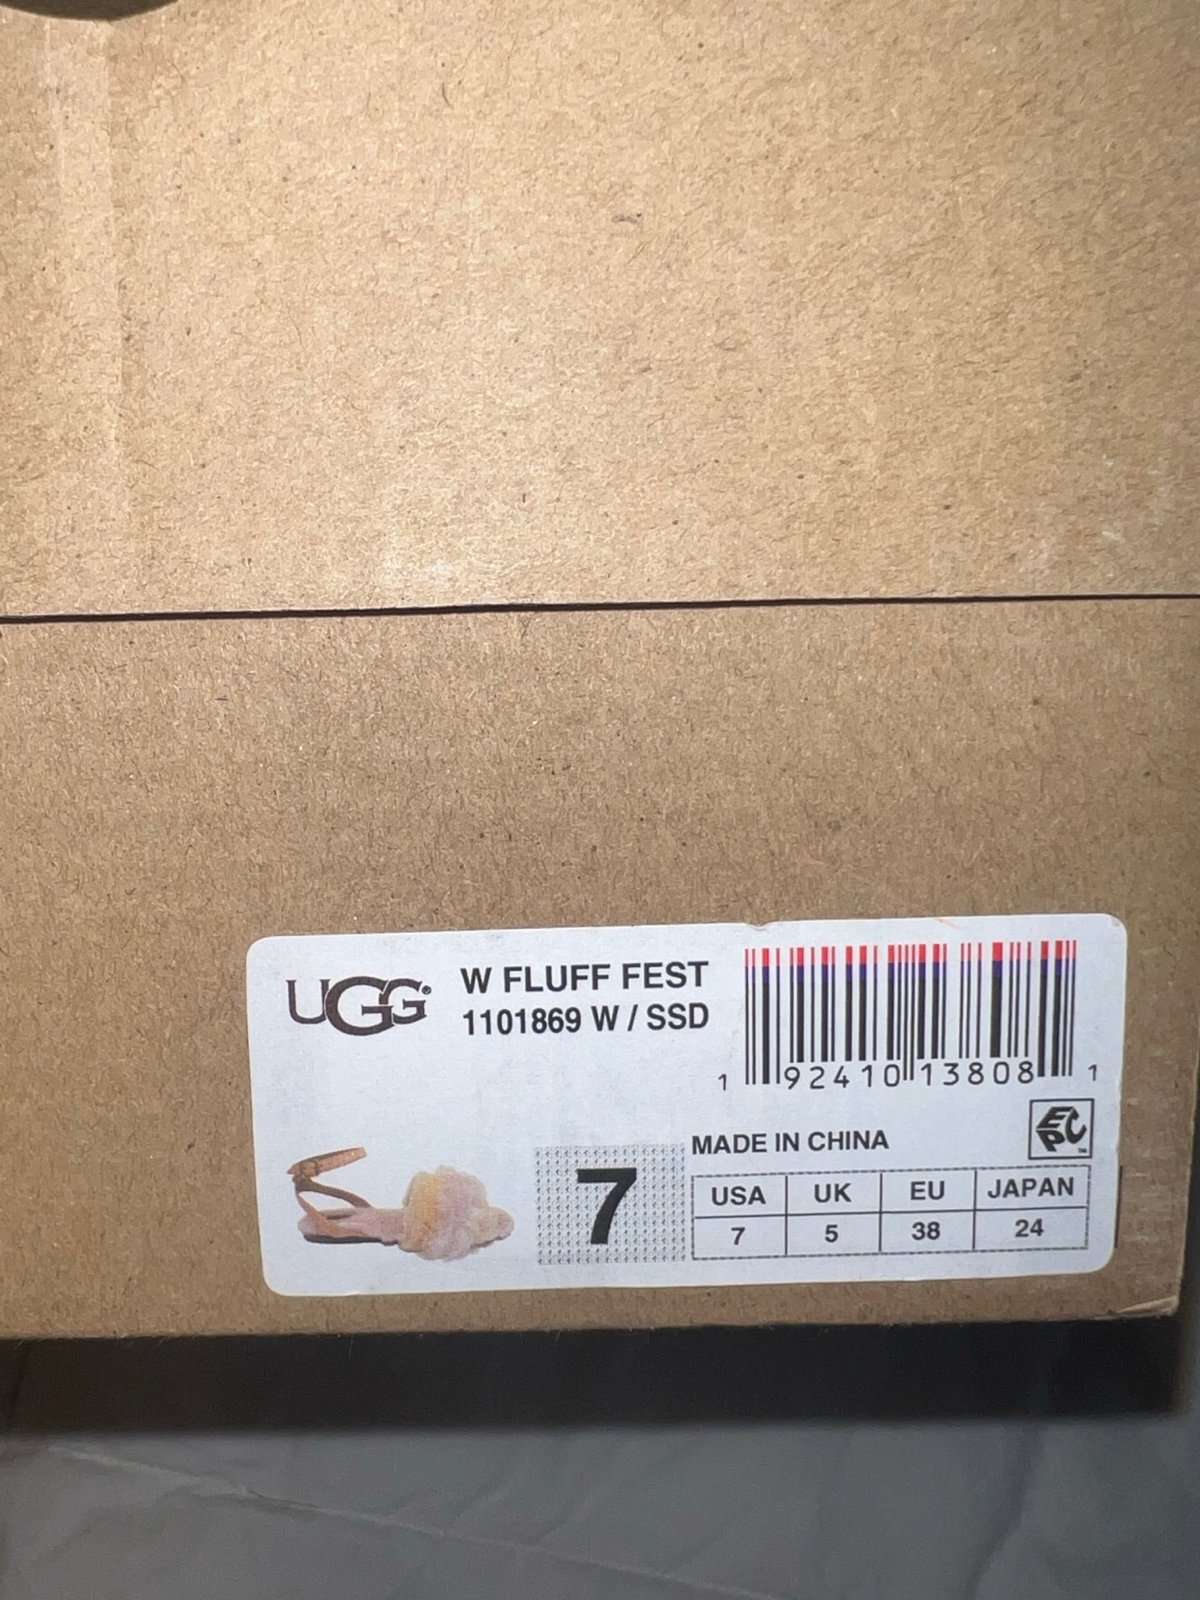 UGG®
W FLUFF FEST
1101869 W / SSD
1 92410 13808 1
MADE IN CHINA
EPC™
7
USA UK EU JAPAN
7 5 38 24